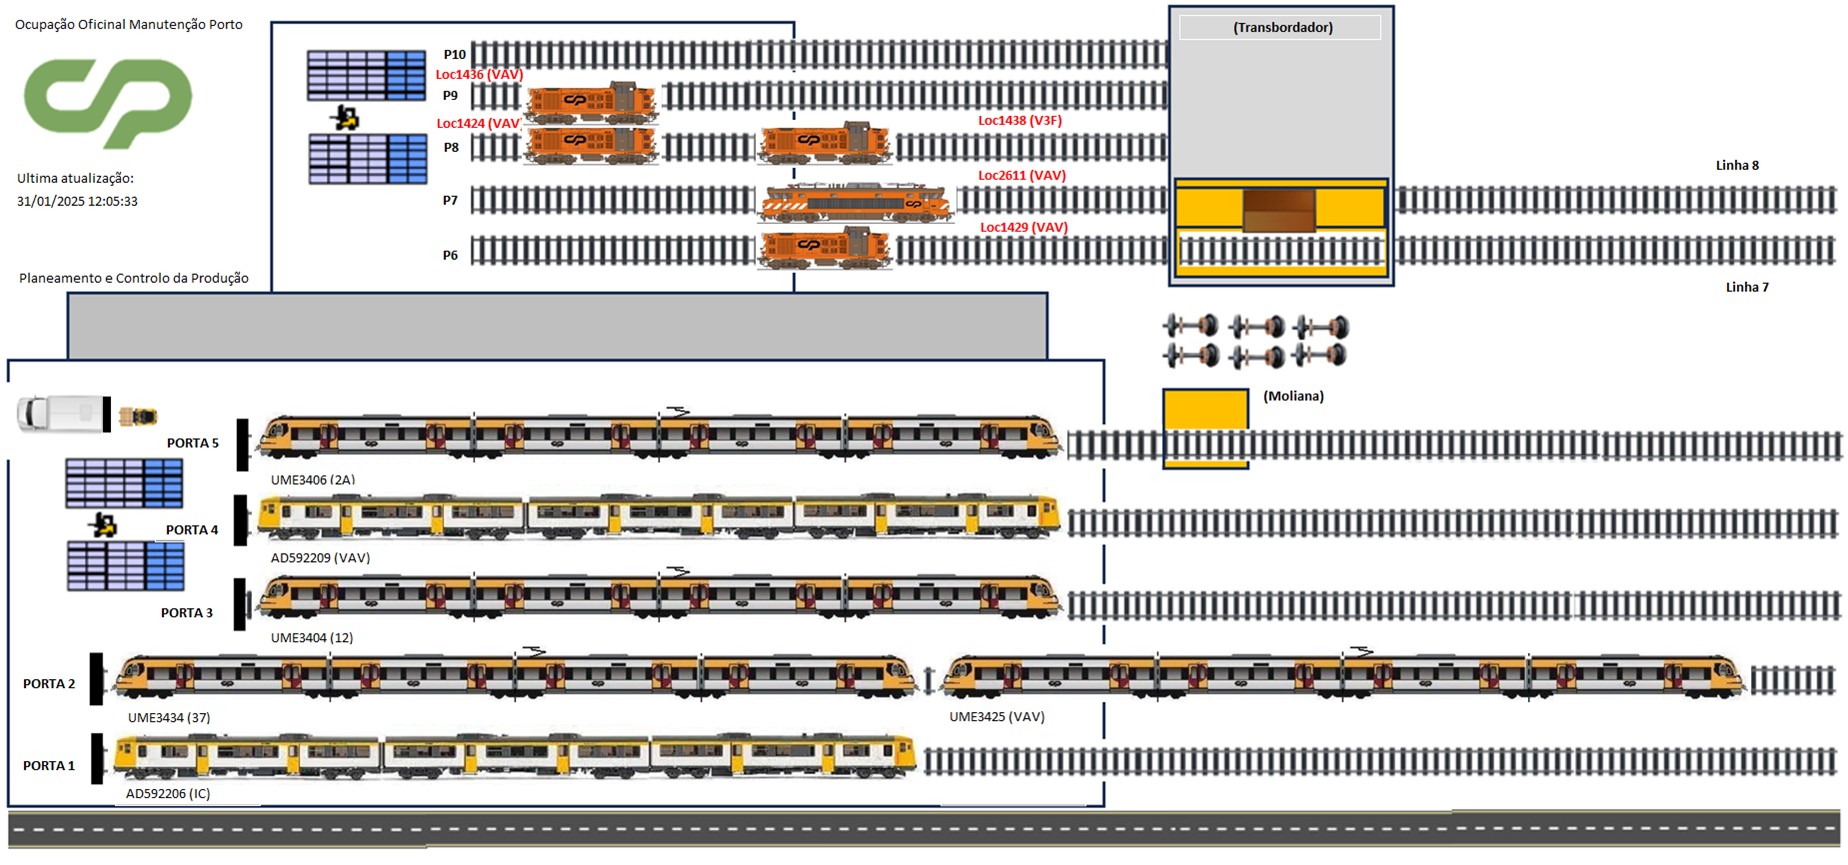 Ocupação Oficinal Manutenção Porto
CP
Ultima atualização:
31/01/2025 12:05:33
Planeamento e Controlo da Produção
(Transbordador)
P10
Loc1436 (VAV)
P9
Loc1424 (VAV)
Loc1438 (V3F)
P8
Loc2611 (VAV)
P7
Loc1429 (VAV)
P6
Linha 8
Linha 7
(Moliana)
PORTA 5
UME3406 (2A)
PORTA 4
AD592209 (VAV)
PORTA 3
UME3404 (12)
PORTA 2
UME3434 (37)
UME3425 (VAV)
PORTA 1
AD592206 (IC)